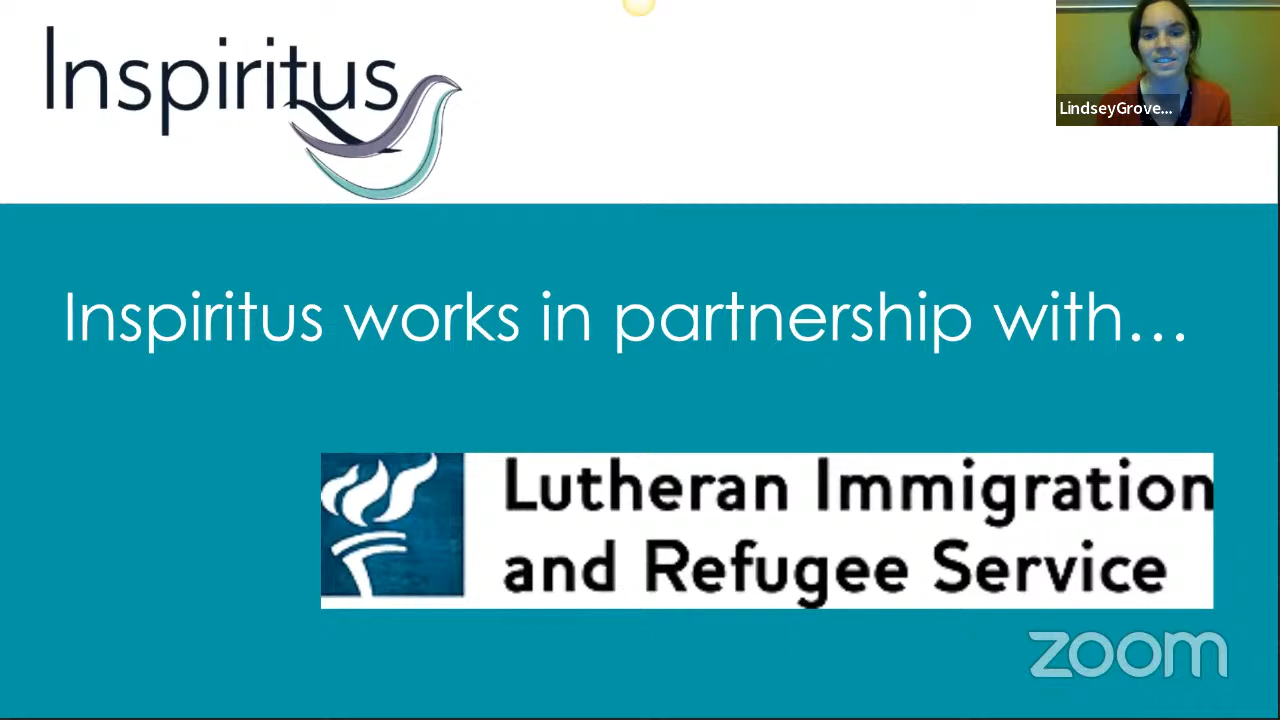 Inspiritus
LindseyGrove...
Inspiritus works in partnership with...
Lutheran Immigration
and Refugee Service
zoom